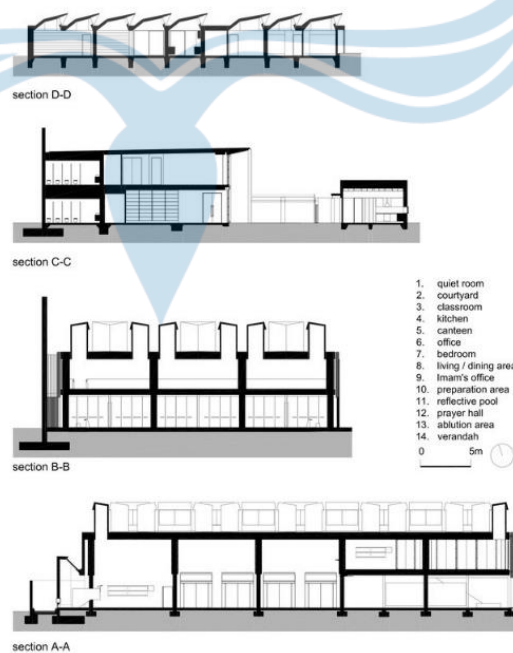 section D-D
section C-C
1. quiet room
2. courtyard
3. classroom
4. kitchen
5. canteen
6. office
7. bedroom
8. living / dining area
9. Imam's office
10. preparation area
11. reflective pool
12. prayer hall
13. ablution area
14. verandah
0 5m
section B-B
section A-A